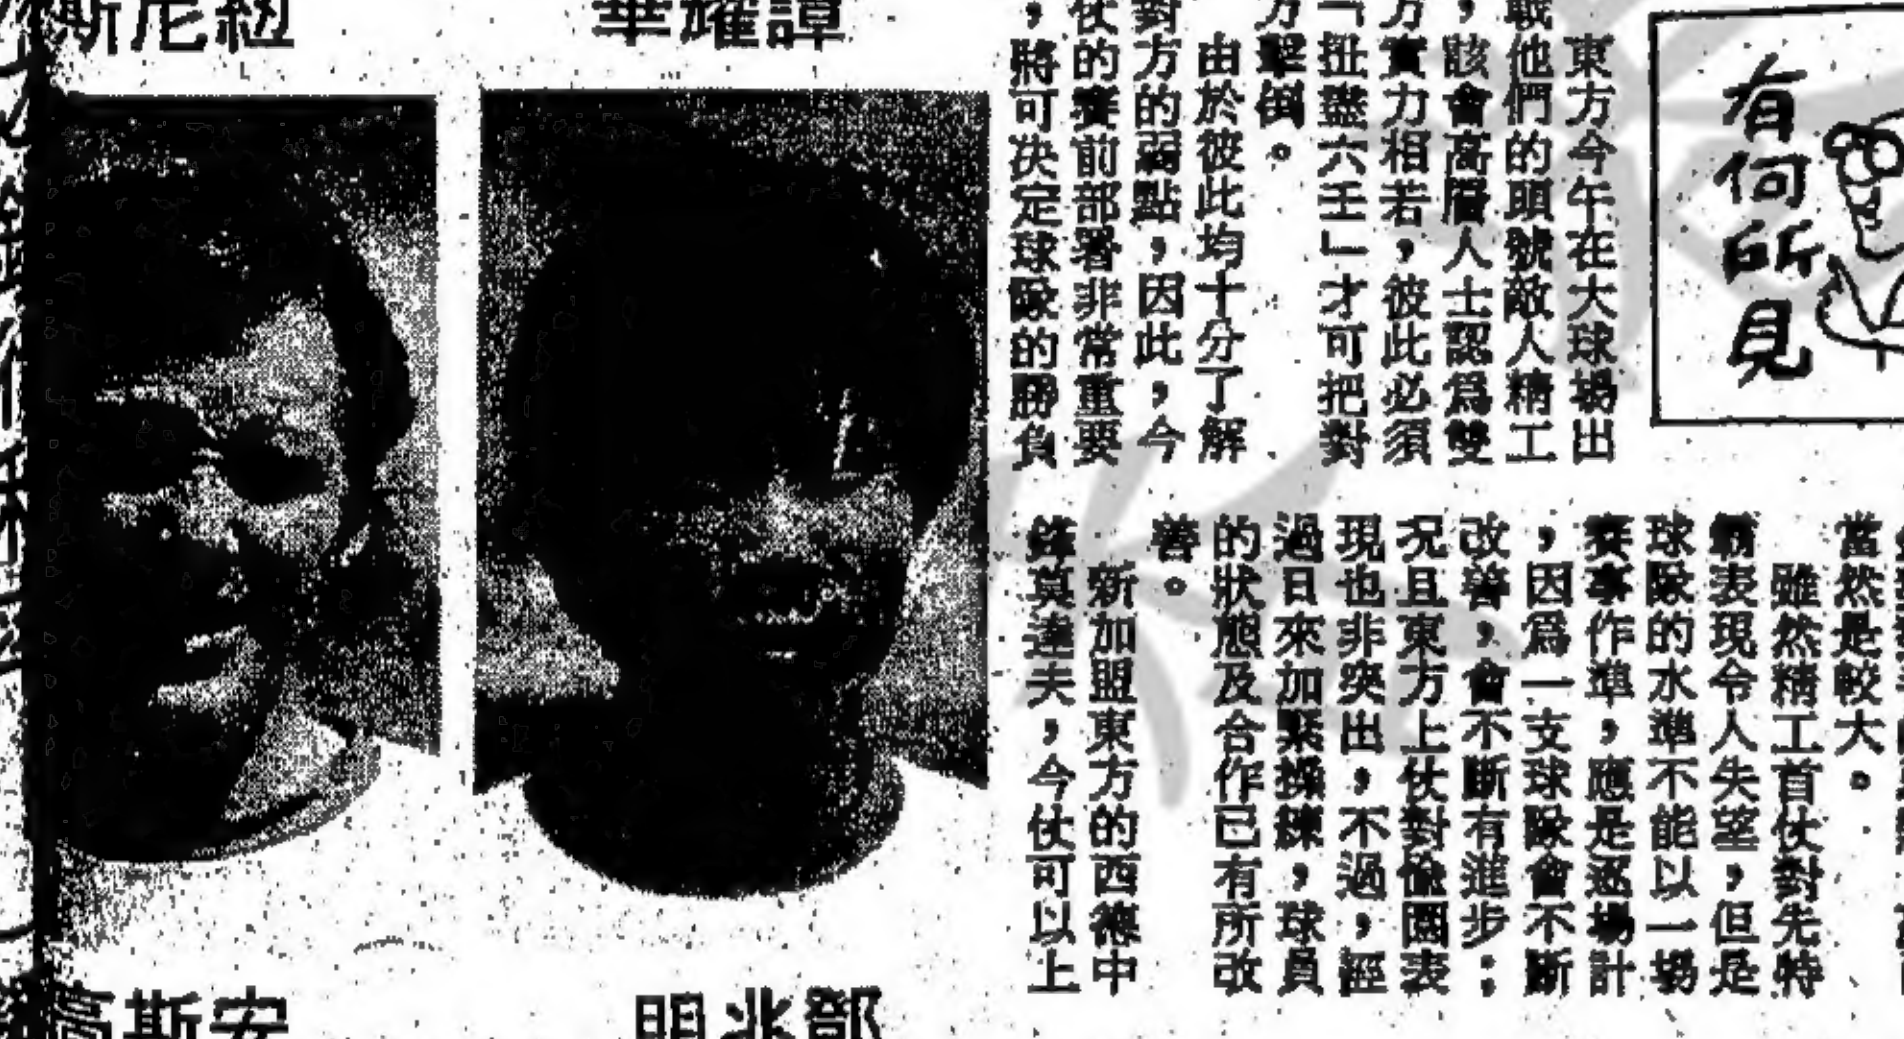 有何所見
東方今午在大球場出
戰他們的頭號敵人精工
，該會高層人士認爲雙
方實力相若，彼此必須
「扭盡六壬」才可把對
方擊倒。
由於彼此均十分了解
對方的弱點，因此，今
仗的賽前部署非常重要
，將可決定球隊的勝負
當然是較大。
雖然精工首仗對先特
表現令人失望，但是
球隊的水準不能以一場
賽事作準，應是逐場計
，因爲一支球隊會不斷
改善，會不斷有進步；
况且東方上仗對愉園表
現也非突出，不過，經
過日來加緊操練，球員
的狀態及合作已有所改
善。
新加盟東方的西德中
鋒莫達夫，今仗可以上
譚耀華
紐尼斯
鄧兆明
安斯高